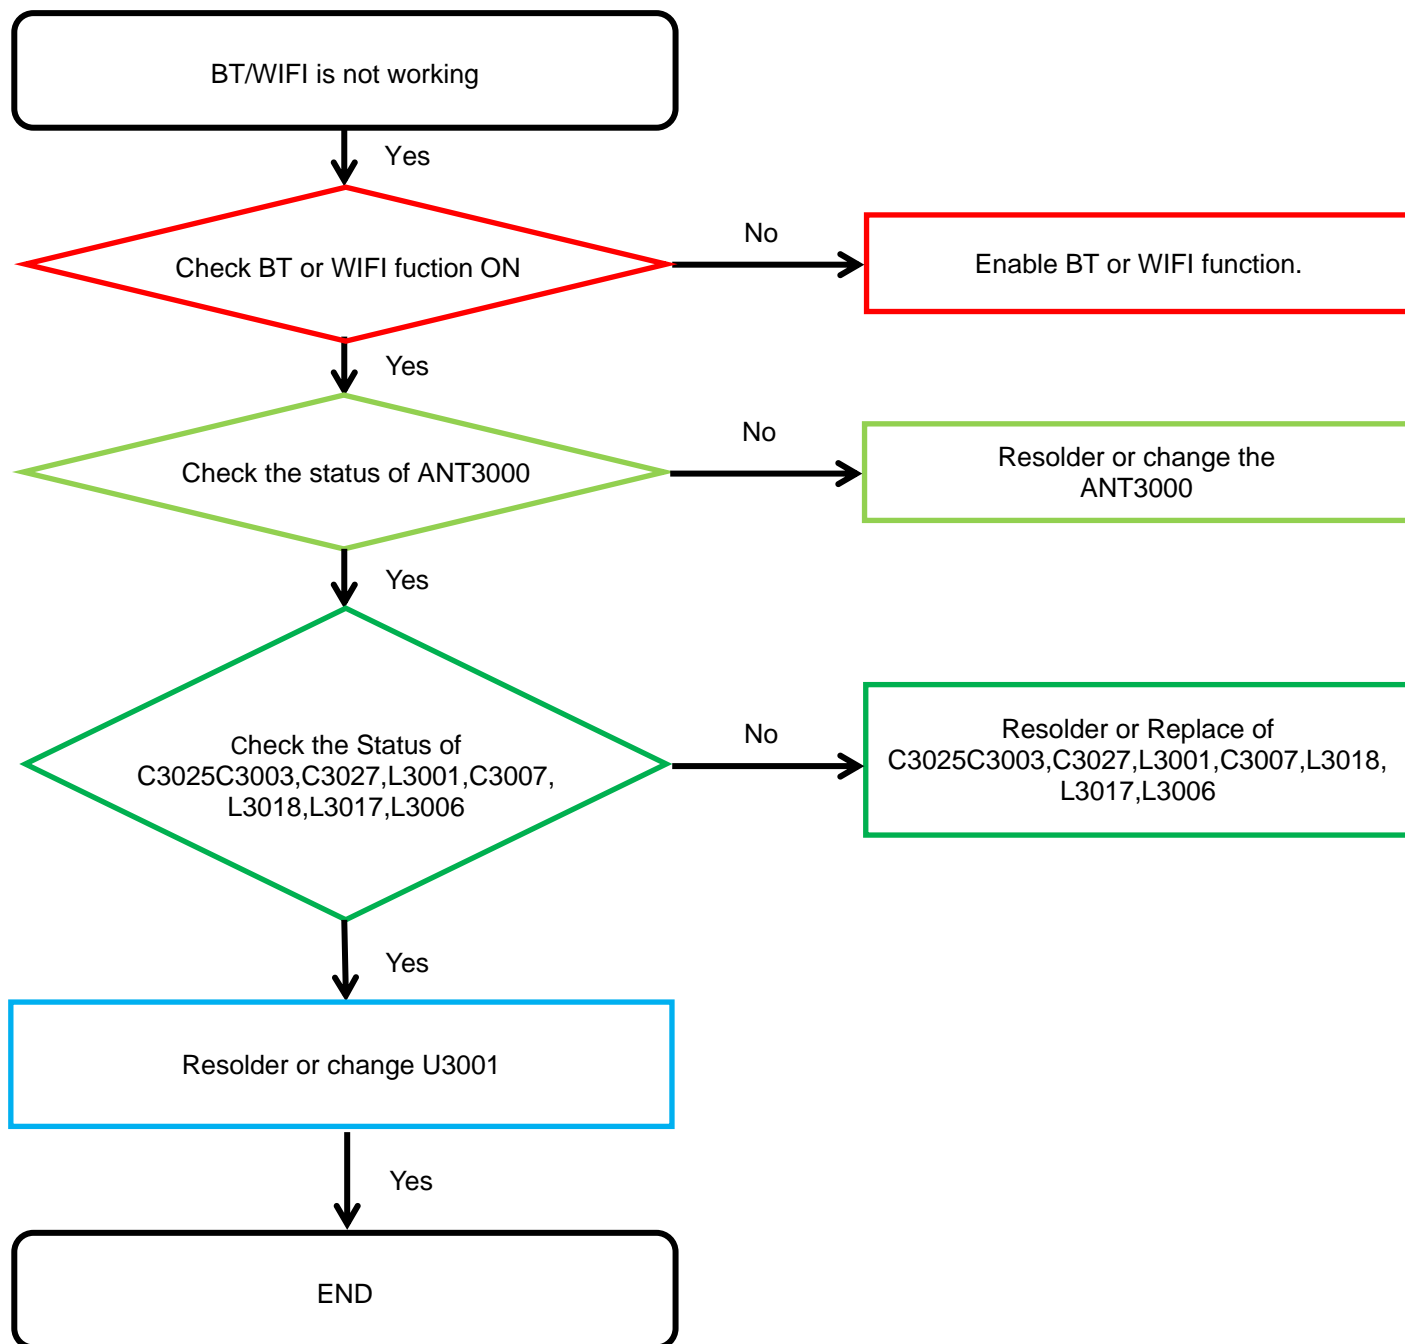 BT/WIFI is not working
Yes
Check BT or WIFI fuction ON
No
Enable BT or WIFI function.
Yes
Check the status of ANT3000
No
Resolder or change the
ANT3000
Yes
Check the Status of
C3025C3003,C3027,L3001,C3007,
L3018,L3017,L3006
No
Resolder or Replace of
C3025C3003,C3027,L3001,C3007,L3018,
L3017,L3006
Yes
Resolder or change U3001
Yes
END